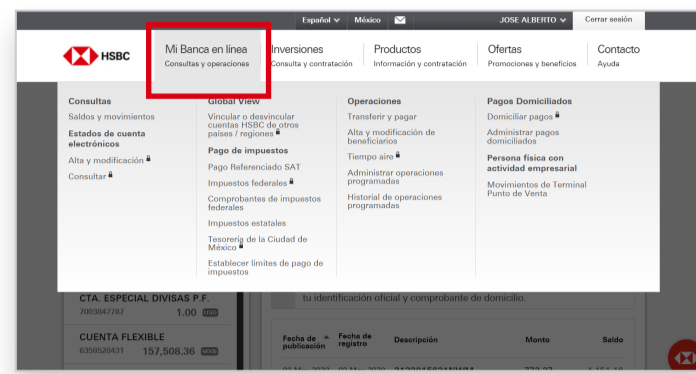 Español México JOSE ALBERTO Cerrar sesión
HSBC
Mi Banca en línea
Consultas y operaciones
Inversiones
Consulta y contratación
Productos
Información y contratación
Ofertas
Promociones y beneficios
Contacto
Ayuda
Consultas
Saldos y movimientos
Estados de cuenta
electrónicos
Alta y modificación
Consultar
Global View
Vincular o desvincular
cuentas HSBC de otros
países / regiones
Pago de impuestos
Pago Referenciado SAT
Impuestos federales
Comprobantes de impuestos
federales
Impuestos estatales
Tesorería de la Ciudad de
México
Establecer límites de pago de
impuestos
Operaciones
Transferir y pagar
Alta y modificación de
beneficiarios
Tiempo aire
Administrar operaciones
programadas
Historial de operaciones
programadas
Pagos Domiciliados
Domiciliar pagos
Administrar pagos
domiciliados
Persona física con
actividad empresarial
Movimientos de Terminal
Punto de Venta
CTA. ESPECIAL DIVISAS P.F.
7003847787 1.00 USD
CUENTA FLEXIBLE
6358528431 157,508.36
tu identificación oficial y comprobante de domicilio.
Fecha de publicación
Fecha de registro
Descripción
Monto
Saldo